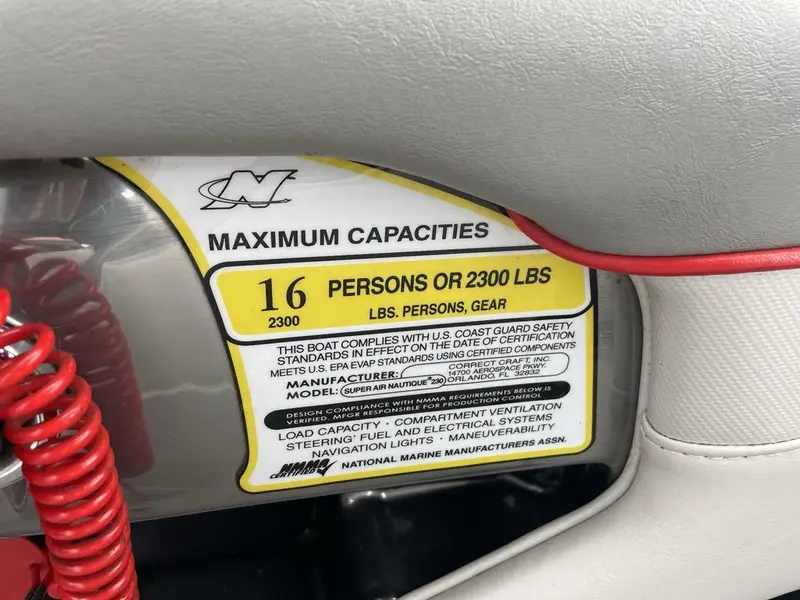 N
MAXIMUM CAPACITIES
16 PERSONS OR 2300 LBS
2300 LBS. PERSONS, GEAR
THIS BOAT COMPLIES WITH U.S. COAST GUARD SAFETY
STANDARDS IN EFFECT ON THE DATE OF CERTIFICATION
MEETS U.S. EPA EVAP STANDARDS USING CERTIFIED COMPONENTS
MANUFACTURER: CORRECT CRAFT, INC.
14700 AEROSPACE PKWY.
MODEL: SUPER AIR NAUTIQUE 230 ORLANDO, FL 32832
DESIGN COMPLIANCE WITH NMMA REQUIREMENTS BELOW IS
VERIFIED. MFGR RESPONSIBLE FOR PRODUCTION CONTROL
LOAD CAPACITY · COMPARTMENT VENTILATION
STEERING · FUEL AND ELECTRICAL SYSTEMS
NAVIGATION LIGHTS · MANEUVERABILITY
NMMA CERTIFIED NATIONAL MARINE MANUFACTURERS ASSN.